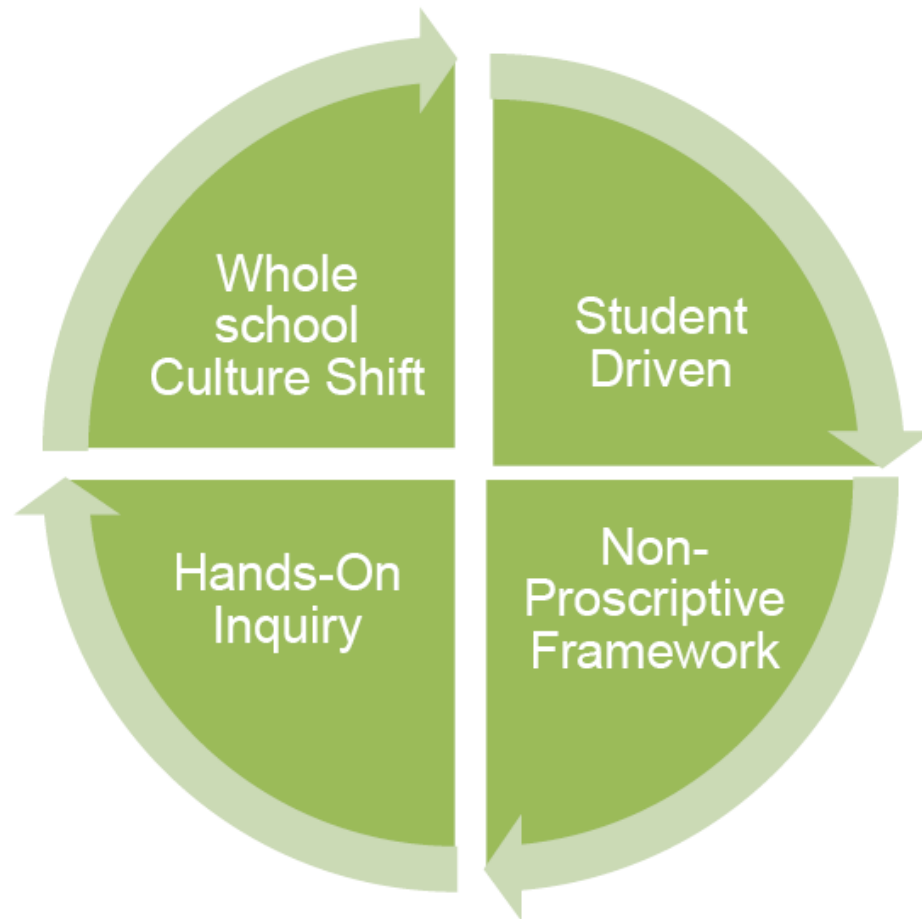 Whole
school
Culture Shift
Student
Driven
Hands-On
Inquiry
Non-
Proscriptive
Framework